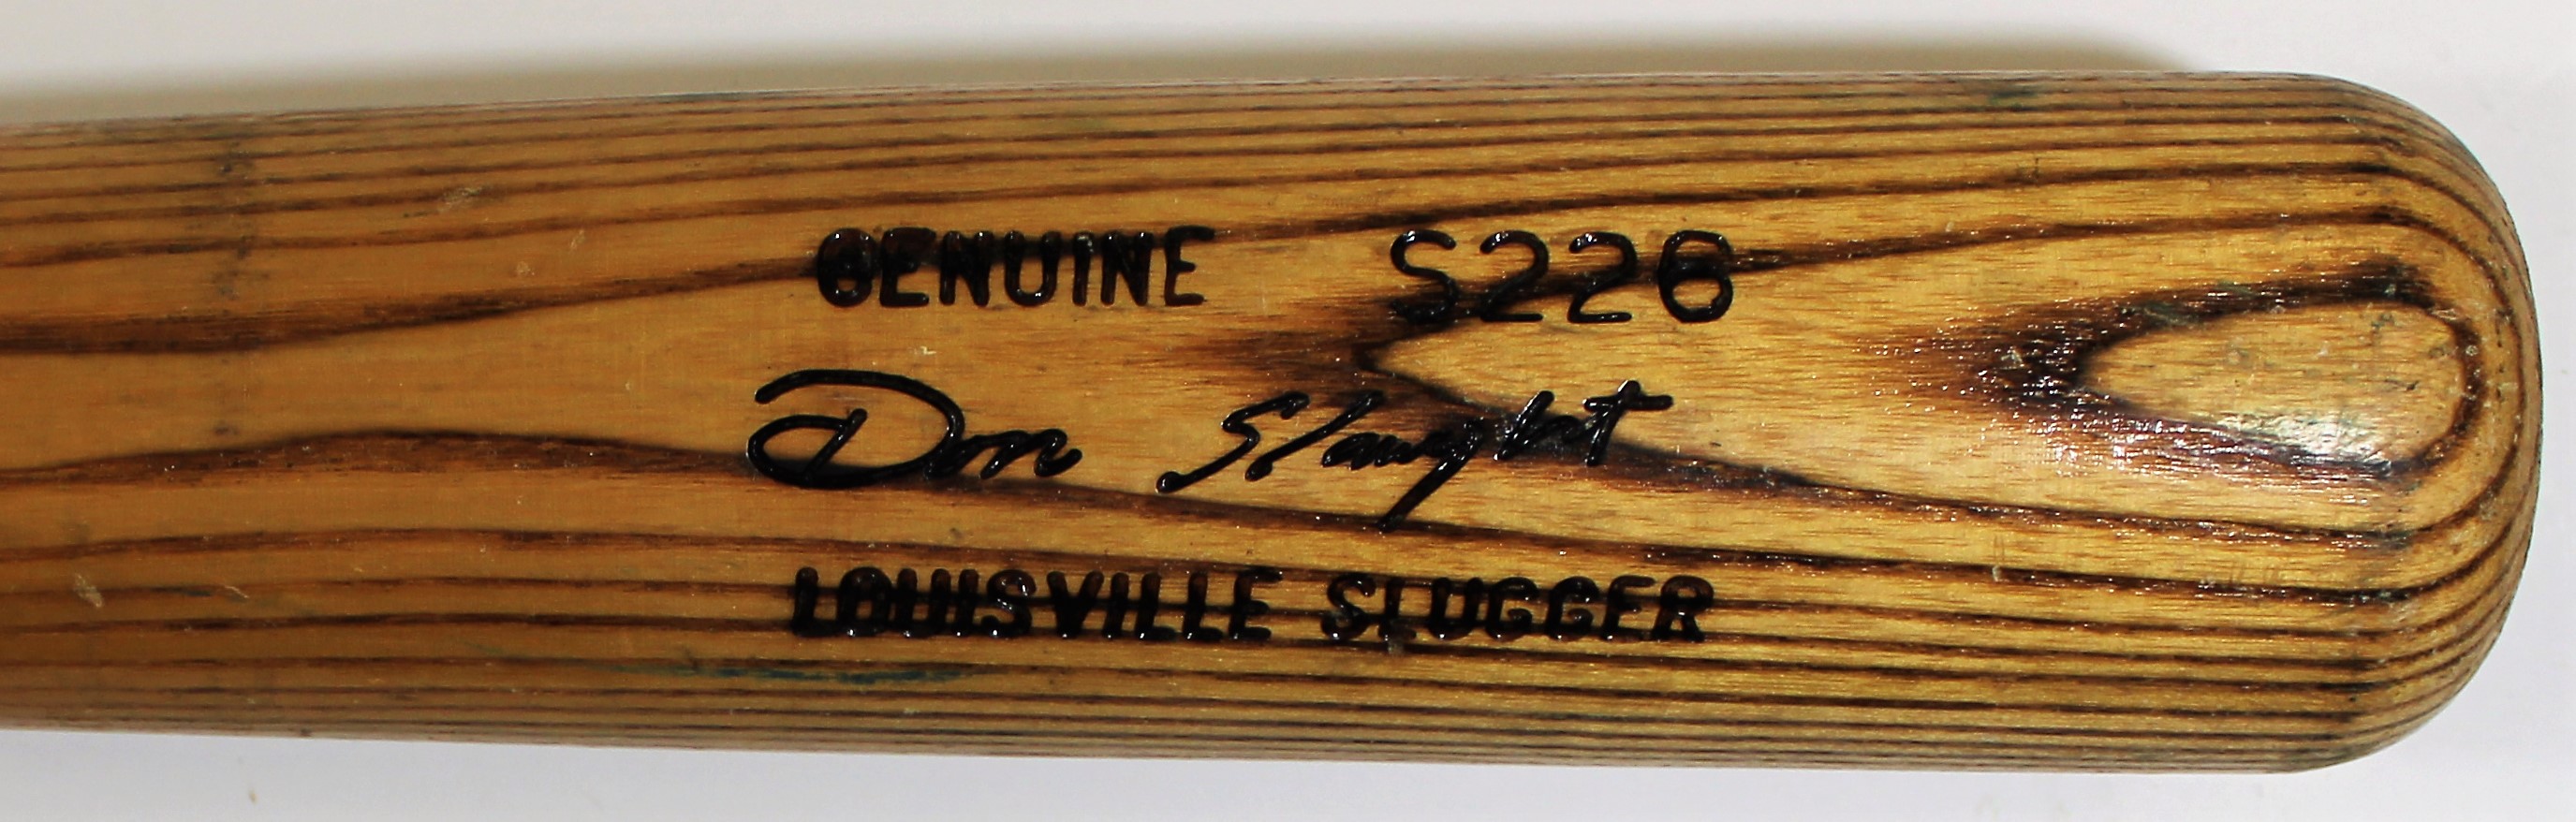 GENUINE S226
Don Slaught
LOUISVILLE SLUGGER